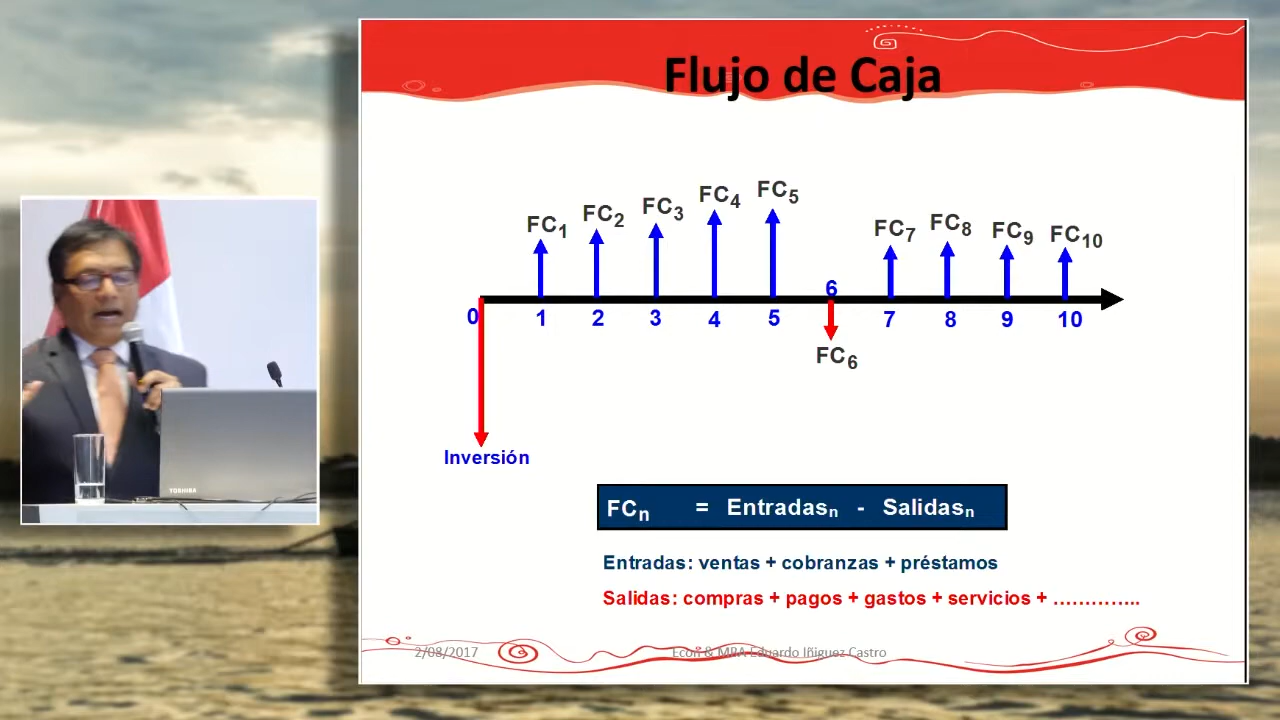 Flujo de Caja
FC1 FC2 FC3 FC4 FC5 FC7 FC8 FC9 FC10
6
0 1 2 3 4 5 7 8 9 10
FC6
Inversión
FCn = Entradasn - Salidasn
Entradas: ventas + cobranzas + préstamos
Salidas: compras + pagos + gastos + servicios + …………..
2/08/2017 Econ & MBA Eduardo Iñiguez Castro
TOSHIBA